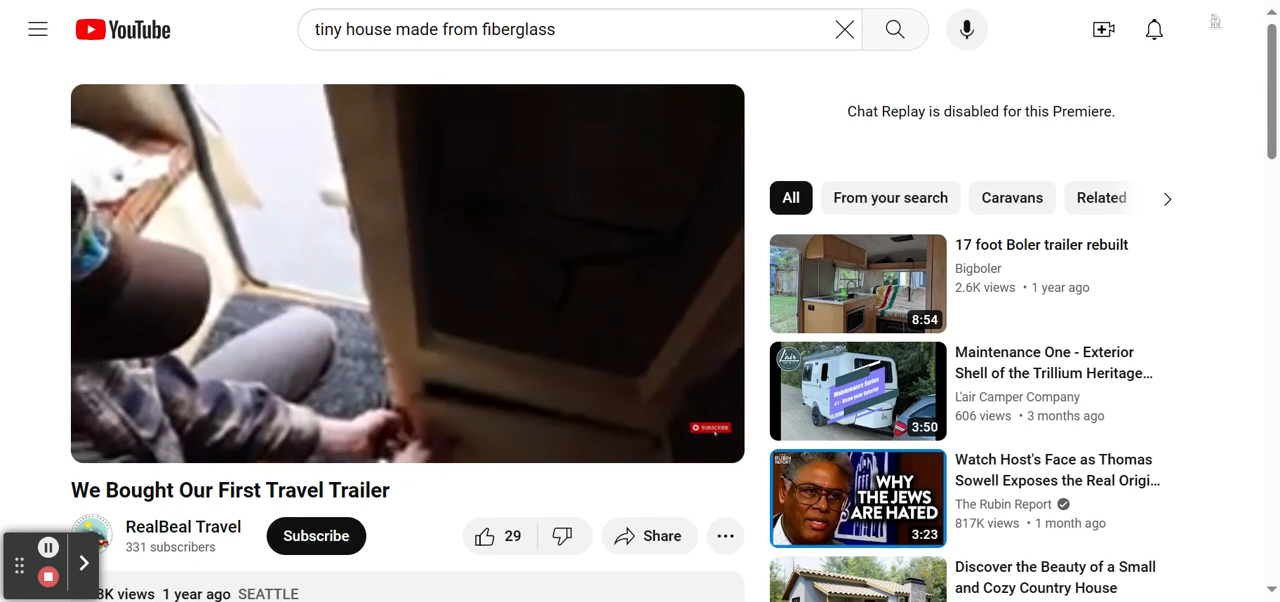 YouTube
tiny house made from fiberglass
Chat Replay is disabled for this Premiere.
All
From your search
Caravans
Related
17 foot Boler trailer rebuilt
Bigboler
2.6K views • 1 year ago
8:54
Maintenance One - Exterior
Shell of the Trillium Heritage...
L'air Camper Company
606 views • 3 months ago
3:50
Watch Host's Face as Thomas
Sowell Exposes the Real Origi...
The Rubin Report
817K views • 1 month ago
WHY
THE JEWS
ARE HATED
3:23
Discover the Beauty of a Small
and Cozy Country House
SUBSCRIBE
We Bought Our First Travel Trailer
RealBeal Travel
331 subscribers
Subscribe
29
Share
K views 1 year ago SEATTLE